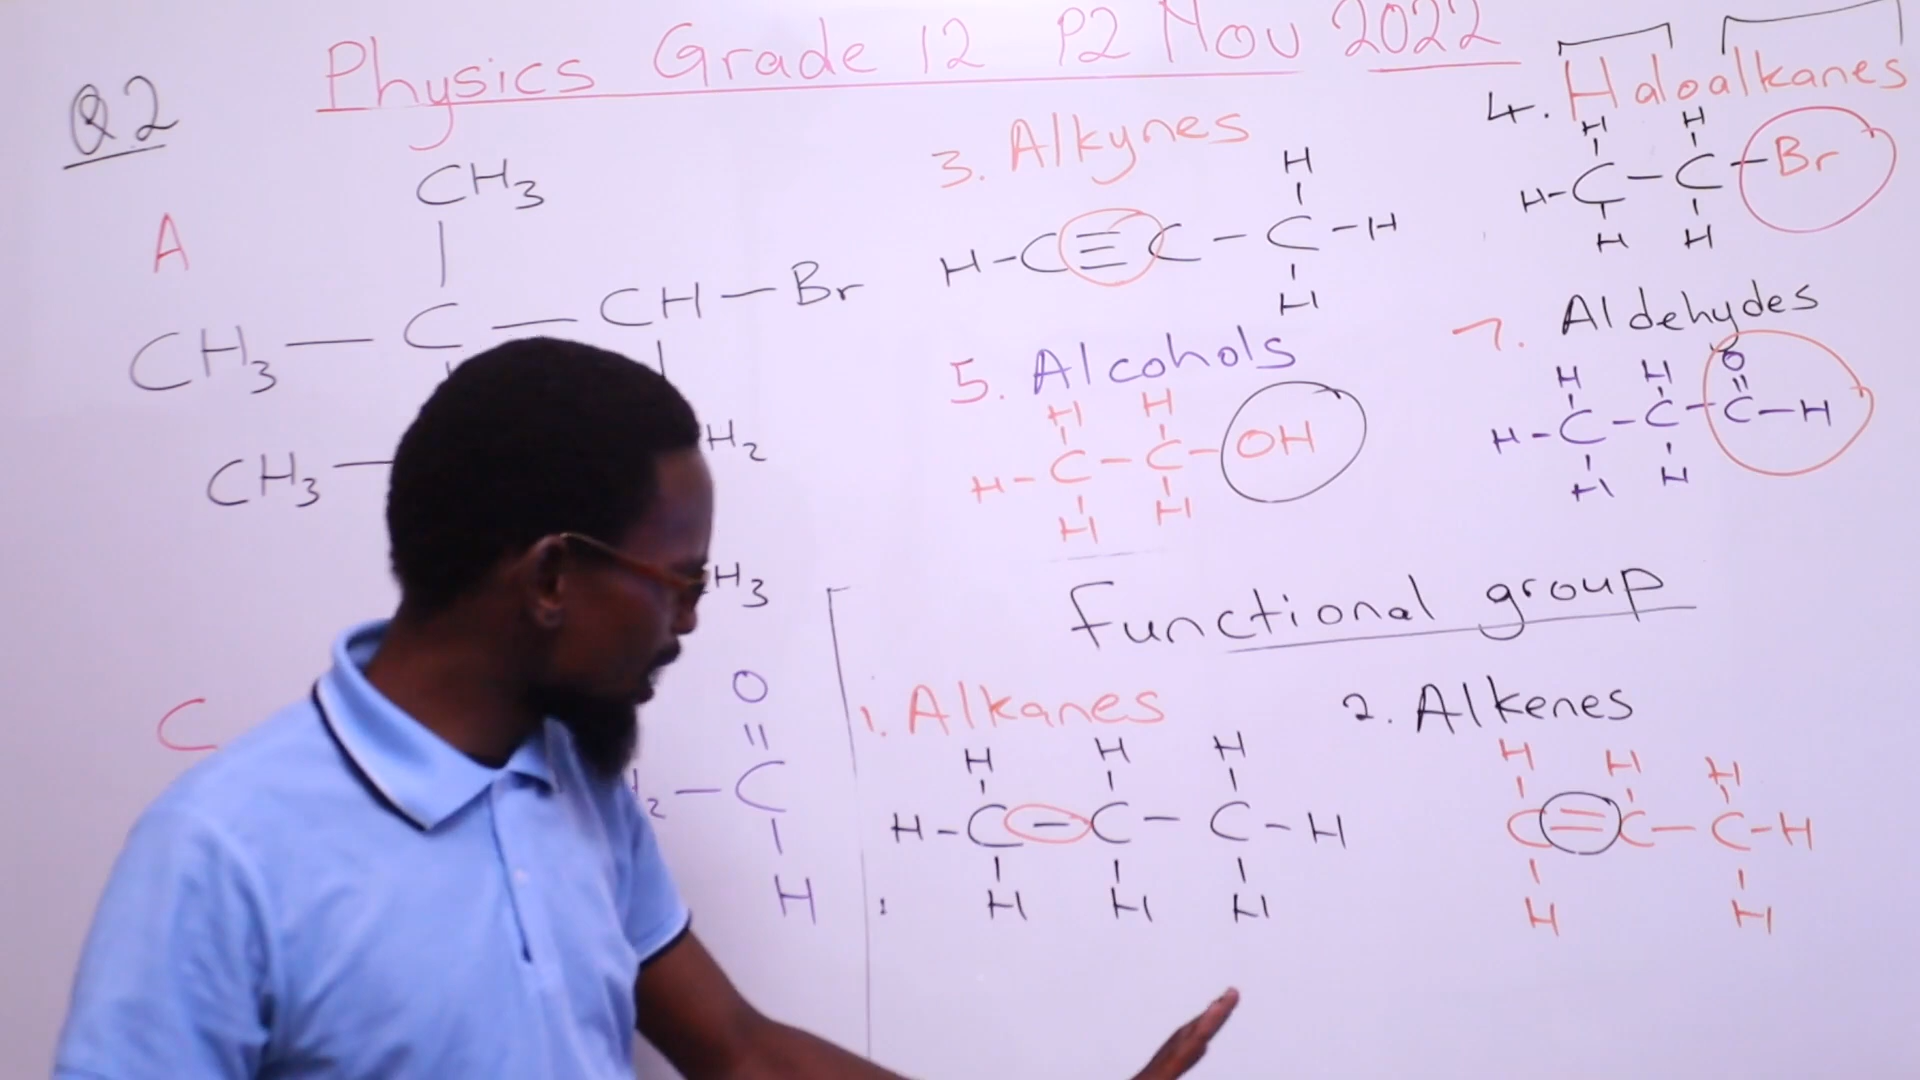 Physics Grade 12 P2 Nov 2022
Q2
A
CH3
CH3 — C — CH — Br
CH3 —
H2
H3
C
O
2 — C
H
3. Alkynes
H
H - C ≡ C - C - H
H
4. Haloalkanes
H H
H - C - C - Br
H H
5. Alcohols
H H
H - C - C - OH
H H
7. Aldehydes
H H O
H - C - C - C - H
H H
Functional group
1. Alkanes
H H H
H - C - C - C - H
H H H
2. Alkenes
H H H
C = C - C - H
H H